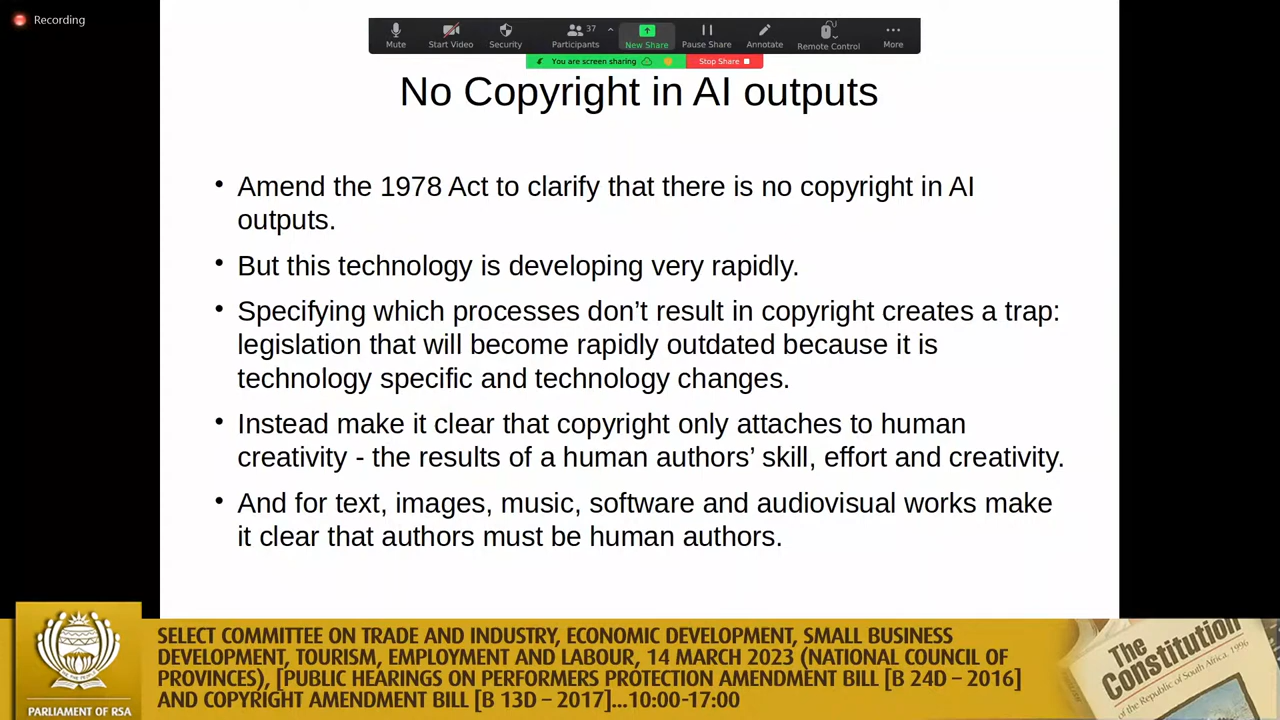 Recording
Mute
Start Video
Security
Participants
37
New Share
Pause Share
Annotate
Remote Control
More
You are screen sharing
Stop Share
No Copyright in AI outputs
• Amend the 1978 Act to clarify that there is no copyright in AI
outputs.
• But this technology is developing very rapidly.
• Specifying which processes don’t result in copyright creates a trap:
legislation that will become rapidly outdated because it is
technology specific and technology changes.
• Instead make it clear that copyright only attaches to human
creativity - the results of a human authors’ skill, effort and creativity.
• And for text, images, music, software and audiovisual works make
it clear that authors must be human authors.
PARLIAMENT OF RSA
SELECT COMMITTEE ON TRADE AND INDUSTRY, ECONOMIC DEVELOPMENT, SMALL BUSINESS
DEVELOPMENT, TOURISM, EMPLOYMENT AND LABOUR, 14 MARCH 2023 (NATIONAL COUNCIL OF
PROVINCES), [PUBLIC HEARINGS ON PERFORMERS PROTECTION AMENDMENT BILL [B 24D – 2016]
AND COPYRIGHT AMENDMENT BILL [B 13D – 2017]...10:00-17:00
The
Constitution
of the Republic of South Africa, 1996